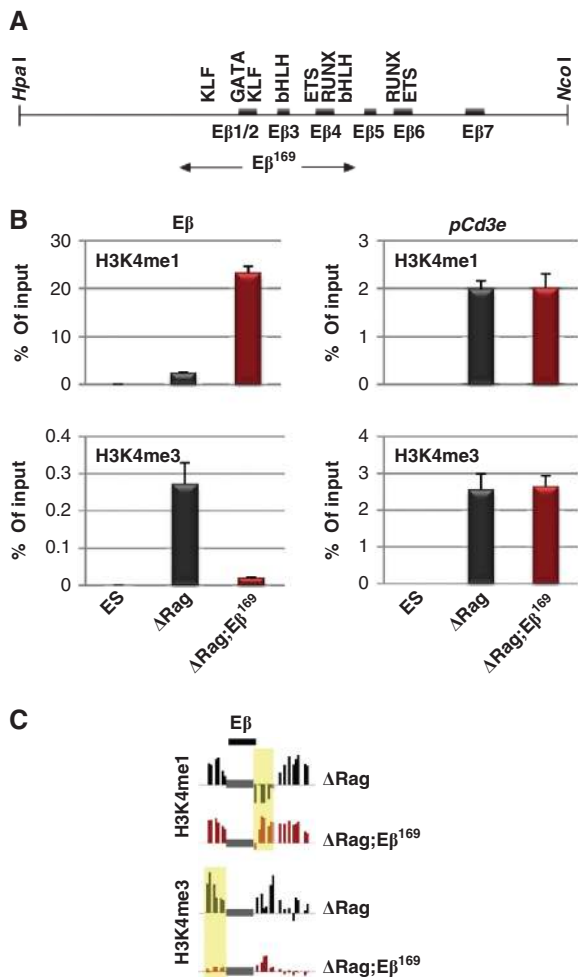 A
Hpa I
KLF
GATA
KLF
bHLH
ETS
RUNX
bHLH
RUNX
ETS
Nco I
Eβ1/2 Eβ3 Eβ4 Eβ5 Eβ6 Eβ7
Eβ169
B
Eβ
pCd3e
% Of input
30
20
10
0
H3K4me1
% Of input
3
2
1
0
H3K4me1
% Of input
0.4
0.3
0.2
0.1
0
H3K4me3
% Of input
4
3
2
1
0
H3K4me3
ES
ΔRag
ΔRag;Eβ169
ES
ΔRag
ΔRag;Eβ169
C
Eβ
H3K4me1
ΔRag
ΔRag;Eβ169
H3K4me3
ΔRag
ΔRag;Eβ169